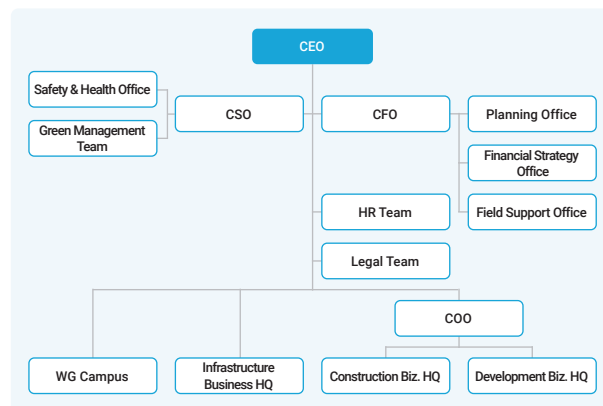 CEO
Safety & Health Office
CSO
CFO
Planning Office
Green Management
Team
Financial Strategy
Office
HR Team
Field Support Office
Legal Team
COO
WG Campus
Infrastructure
Business HQ
Construction Biz. HQ
Development Biz. HQ